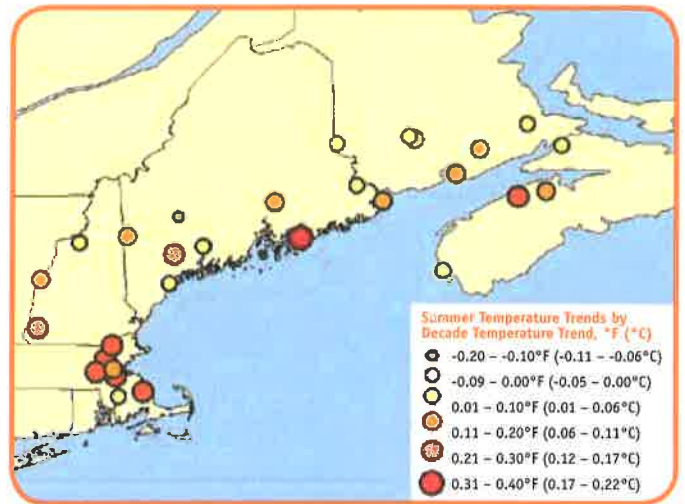 Summer Temperature Trends by
Decade Temperature Trend, °F (°C)
-0.20 – -0.10°F (-0.11 – -0.06°C)
-0.09 – 0.00°F (-0.05 – 0.00°C)
0.01 – 0.10°F (0.01 – 0.06°C)
0.11 – 0.20°F (0.06 – 0.11°C)
0.21 – 0.30°F (0.12 – 0.17°C)
0.31 – 0.40°F (0.17 – 0.22°C)